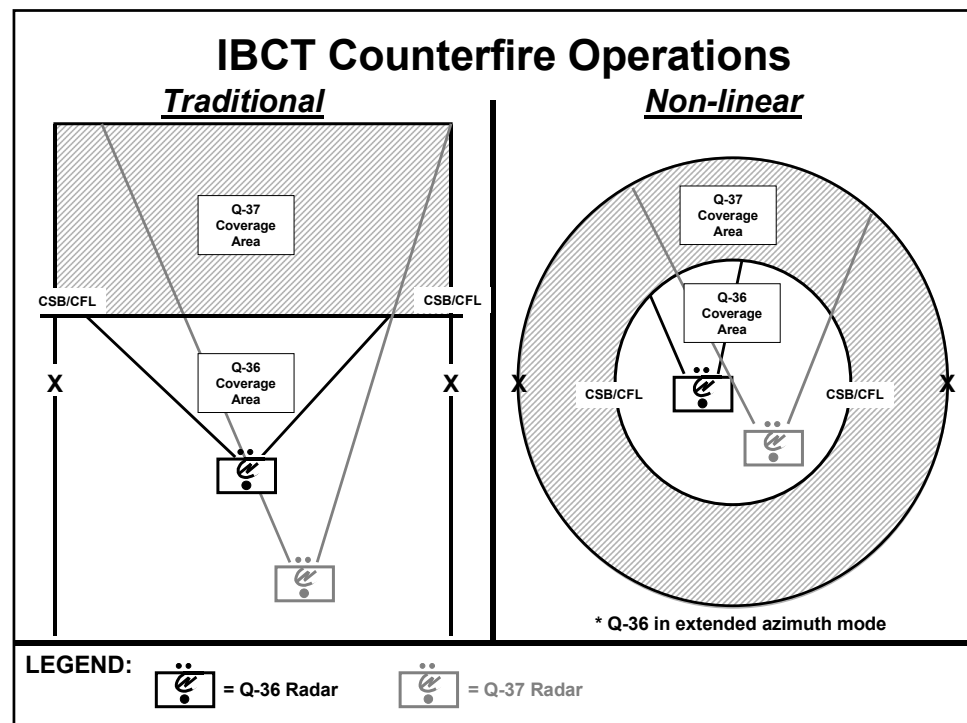 IBCT Counterfire Operations
Traditional
Q-37
Coverage
Area
CSB/CFL
CSB/CFL
Q-36
Coverage
Area
X
X
Non-linear
Q-37
Coverage
Area
Q-36
Coverage
Area
X
X
CSB/CFL
CSB/CFL
* Q-36 in extended azimuth mode
LEGEND:
= Q-36 Radar
= Q-37 Radar